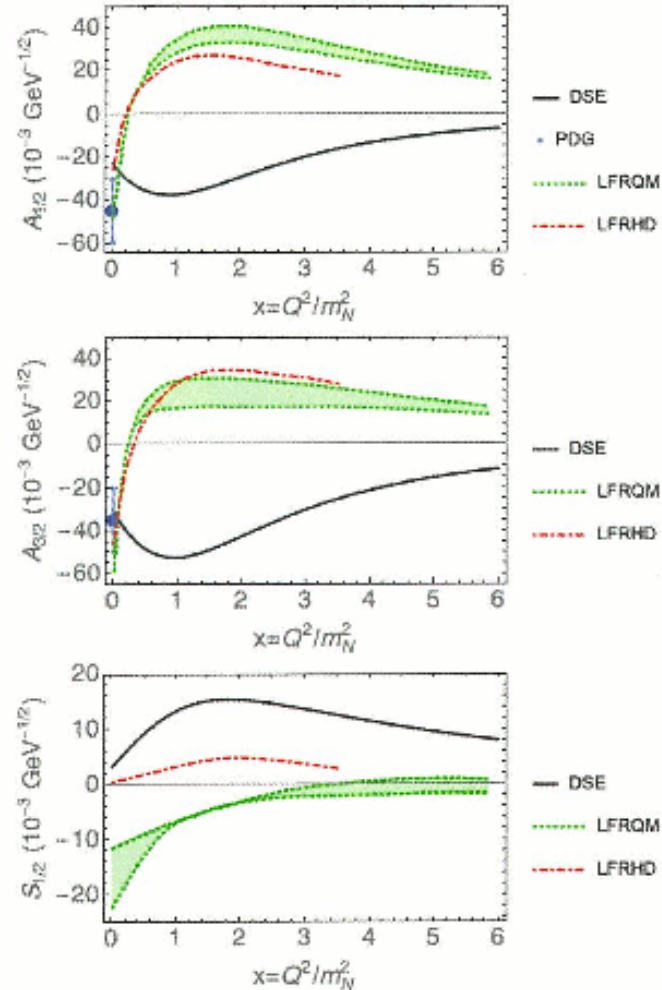 40
20
0
−20
−40
−60
A1/2 (10−3 GeV−1/2)
0 1 2 3 4 5 6
x=Q2/m2N
DSE
PDG
LFRQM
LFRHD
40
20
0
−20
−40
−60
A3/2 (10−3 GeV−1/2)
0 1 2 3 4 5 6
x=Q2/m2N
DSE
LFRQM
LFRHD
20
10
0
−10
−20
S1/2 (10−3 GeV−1/2)
0 1 2 3 4 5 6
x=Q2/m2N
DSE
LFRQM
LFRHD